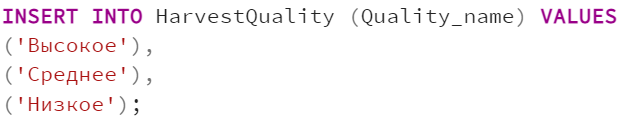 INSERT INTO HarvestQuality (Quality_name) VALUES
('Высокое'),
('Среднее'),
('Низкое');